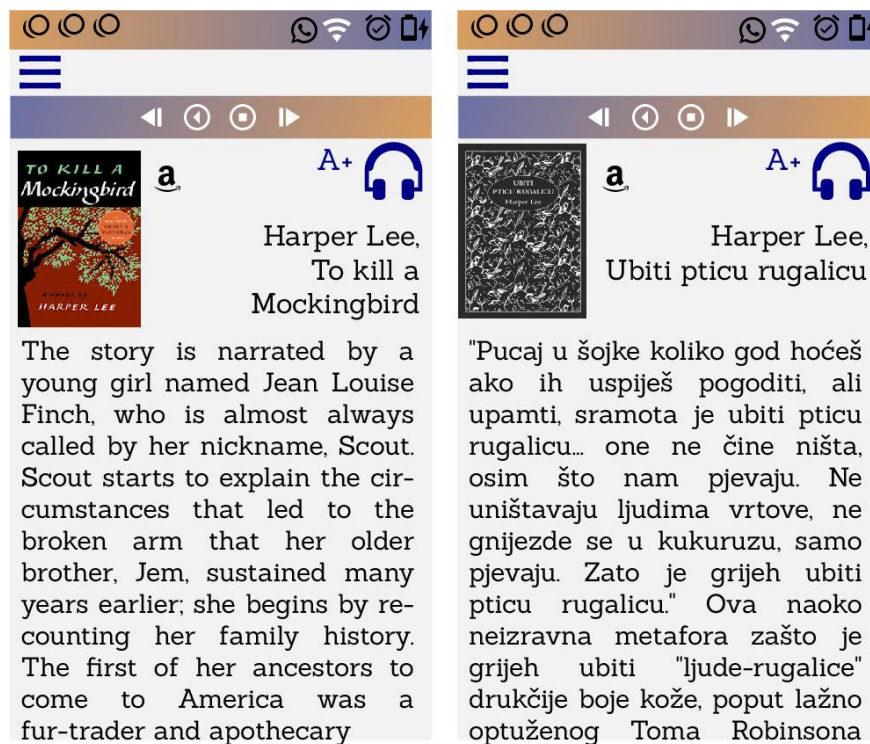 TO KILL A
Mockingbird
HARPER LEE
a
A+
Harper Lee,
To kill a
Mockingbird
The story is narrated by a
young girl named Jean Louise
Finch, who is almost always
called by her nickname, Scout.
Scout starts to explain the cir-
cumstances that led to the
broken arm that her older
brother, Jem, sustained many
years earlier; she begins by re-
counting her family history.
The first of her ancestors to
come to America was a
fur-trader and apothecary
UBITI
PTICU RUGALICU
Harper Lee
a
A+
Harper Lee,
Ubiti pticu rugalicu
"Pucaj u šojke koliko god hoćeš
ako ih uspiješ pogoditi, ali
upamti, sramota je ubiti pticu
rugalicu... one ne čine ništa,
osim što nam pjevaju. Ne
uništavaju ljudima vrtove, ne
gnijezde se u kukuruzu, samo
pjevaju. Zato je grijeh ubiti
pticu rugalicu." Ova naoko
neizravna metafora zašto je
grijeh ubiti "ljude-rugalice"
drukčije boje kože, poput lažno
optuženog Toma Robinsona